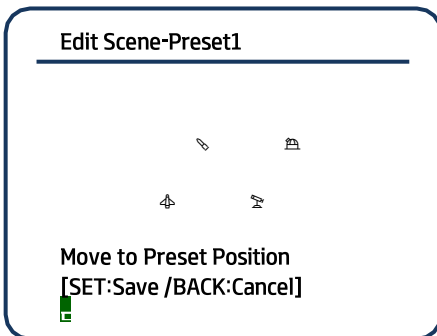 Edit Scene-Preset1
Move to Preset Position
[SET:Save /BACK:Cancel]